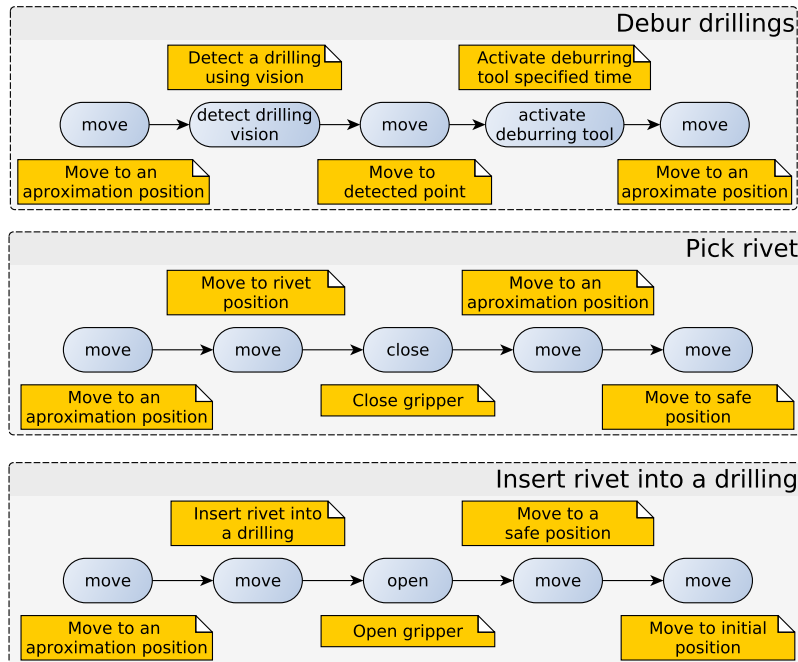 Debur drillings
Detect a drilling
using vision
Activate deburring
tool specified time
move
detect drilling
vision
move
activate
deburring tool
move
Move to an
aproximation position
Move to
detected point
Move to an
aproximate position
Pick rivet
Move to rivet
position
Move to an
aproximation position
move
move
close
move
move
Move to an
aproximation position
Close gripper
Move to safe
position
Insert rivet into a drilling
Insert rivet into
a drilling
Move to a
safe position
move
move
open
move
move
Move to an
aproximation position
Open gripper
Move to initial
position